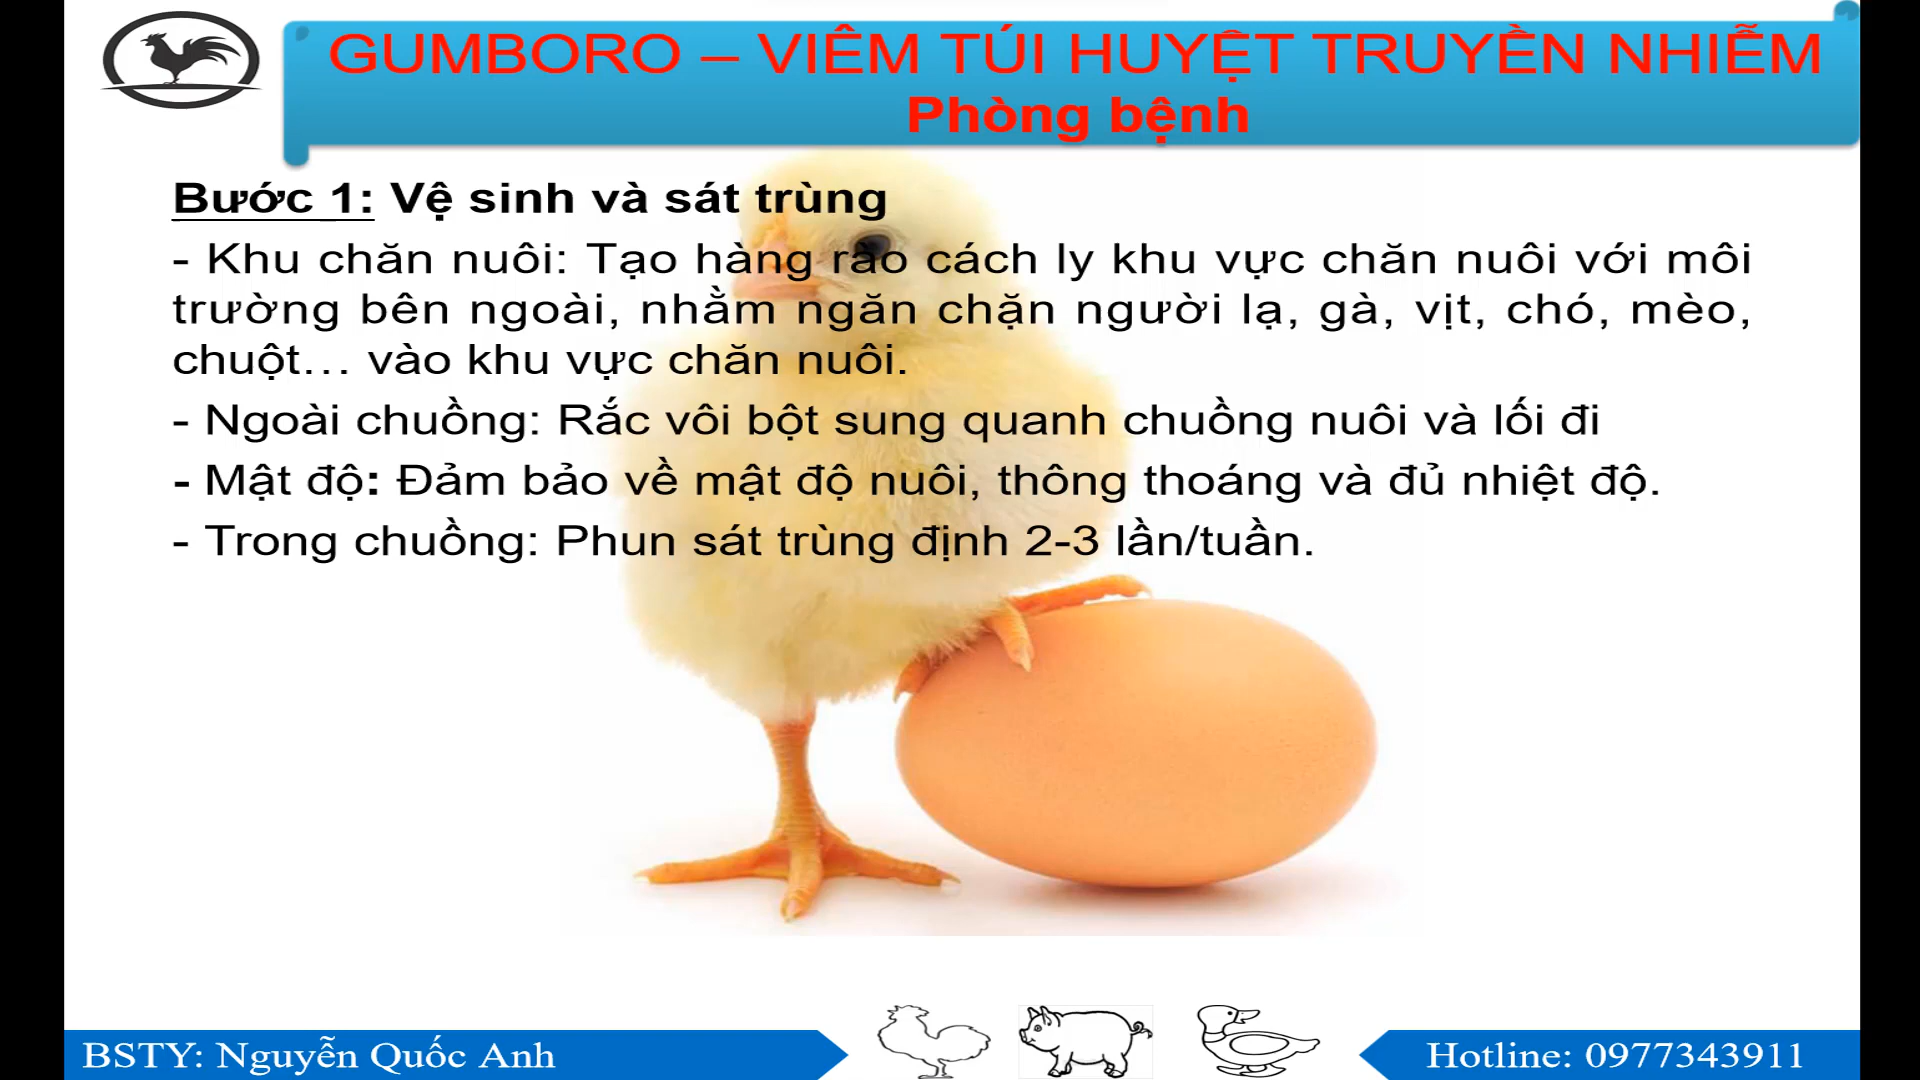 GUMBORO – VIÊM TÚI HUYỆT TRUYỀN NHIỄM
Phòng bệnh
Bước 1: Vệ sinh và sát trùng
- Khu chăn nuôi: Tạo hàng rào cách ly khu vực chăn nuôi với môi
trường bên ngoài, nhằm ngăn chặn người lạ, gà, vịt, chó, mèo,
chuột… vào khu vực chăn nuôi.
- Ngoài chuồng: Rắc vôi bột sung quanh chuồng nuôi và lối đi
- Mật độ: Đảm bảo về mật độ nuôi, thông thoáng và đủ nhiệt độ.
- Trong chuồng: Phun sát trùng định 2-3 lần/tuần.
BSTY: Nguyễn Quốc Anh
Hotline: 0977343911